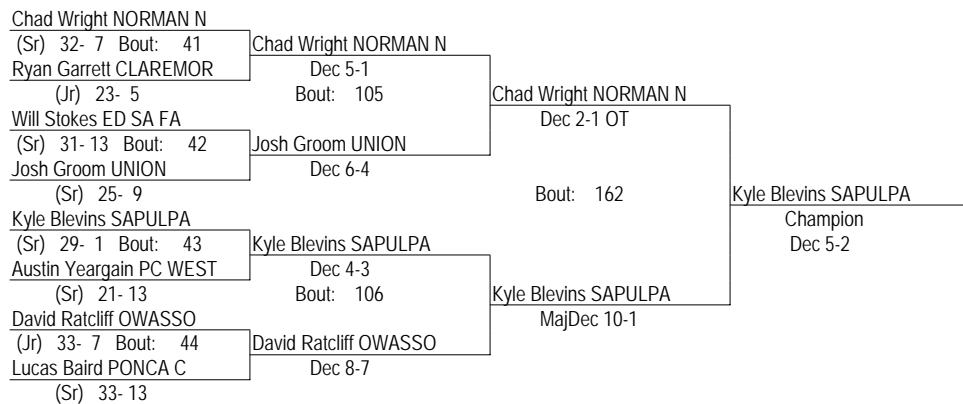 Chad Wright NORMAN N
(Sr) 32- 7 Bout: 41
Chad Wright NORMAN N
Ryan Garrett CLAREMOR
Dec 5-1
(Jr) 23- 5
Bout: 105
Chad Wright NORMAN N
Will Stokes ED SA FA
Dec 2-1 OT
(Sr) 31- 13 Bout: 42
Josh Groom UNION
Josh Groom UNION
Dec 6-4
(Sr) 25- 9
Bout: 162
Kyle Blevins SAPULPA
Kyle Blevins SAPULPA
Champion
(Sr) 29- 1 Bout: 43
Kyle Blevins SAPULPA
Dec 5-2
Austin Yeargain PC WEST
Dec 4-3
(Sr) 21- 13
Bout: 106
Kyle Blevins SAPULPA
David Ratcliff OWASSO
MajDec 10-1
(Jr) 33- 7 Bout: 44
David Ratcliff OWASSO
Lucas Baird PONCA C
Dec 8-7
(Sr) 33- 13